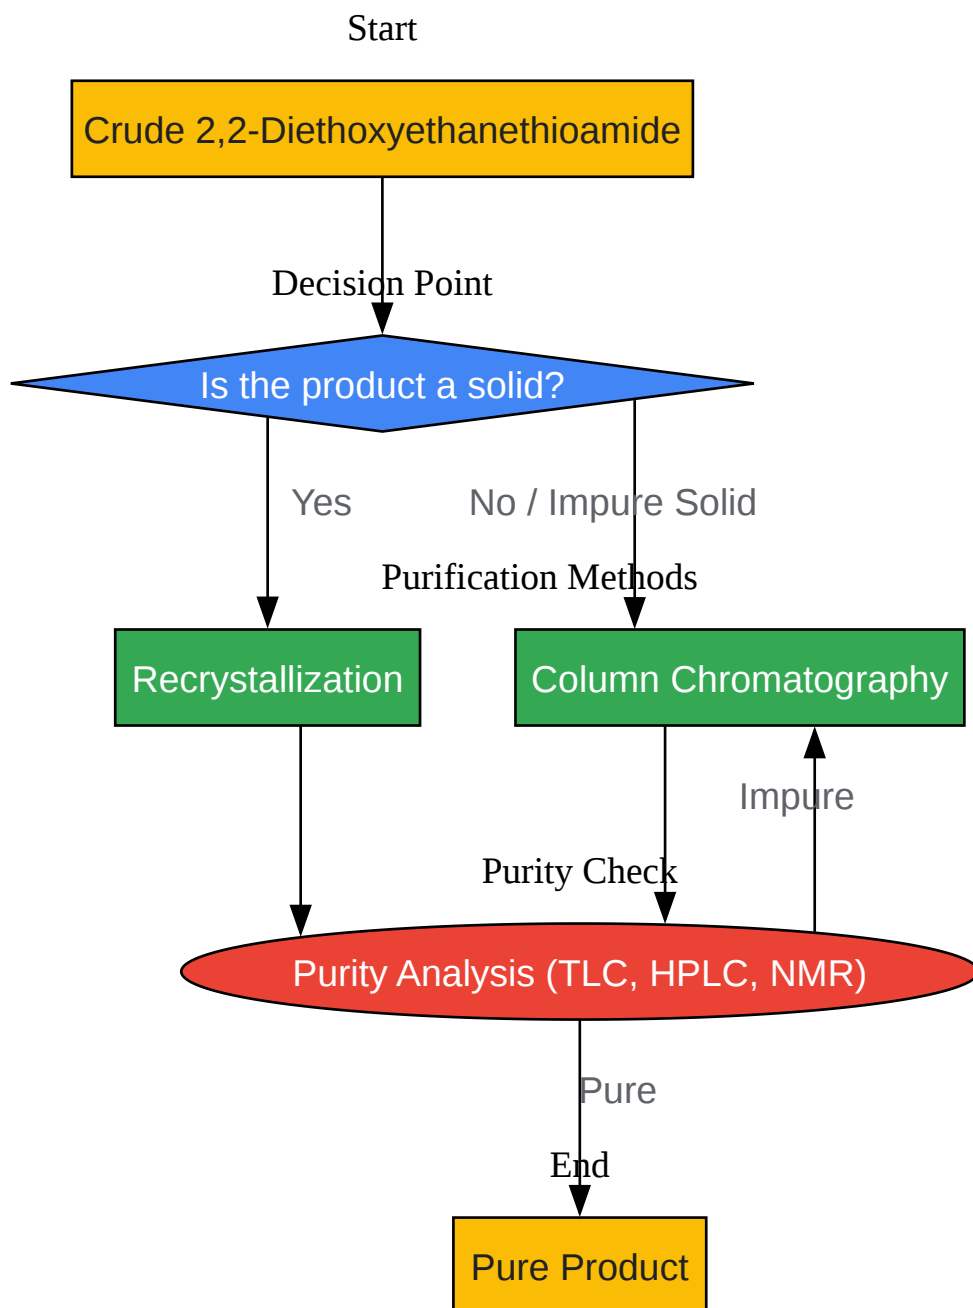 Start
Crude 2,2-Diethoxyethanethioamide
Decision Point
Is the product a solid?
Yes
No / Impure Solid
Purification Methods
Recrystallization
Column Chromatography
Impure
Purity Check
Purity Analysis (TLC, HPLC, NMR)
Pure
End
Pure Product